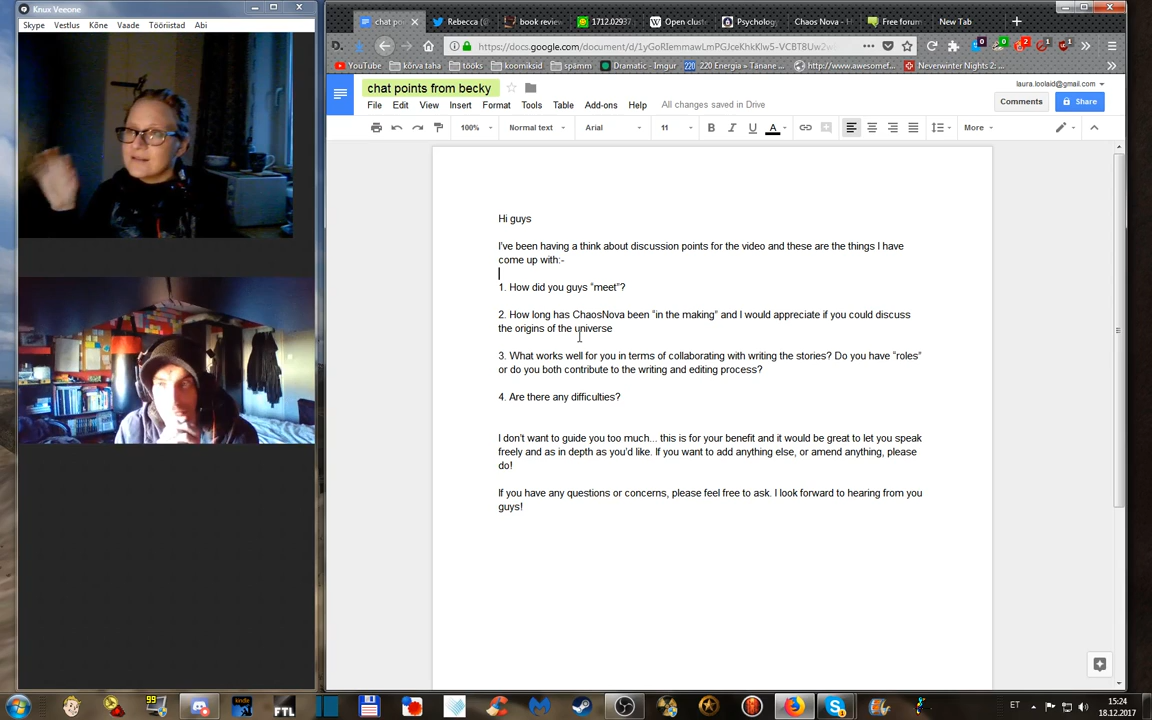 Knux Veeone
Skype Vestlus Kõne Vaade Tööriistad Abi
chat poi
Rebecca (@
book review
1712.02937
Open clust
Psychology
Chaos Nova - H
Free forum
New Tab
https://docs.google.com/document/d/1yGoRlemmawLmPGJceKhkKlw5-VCBT8Uw2w
YouTube kõrva taha tööks koomiksid spämm Dramatic - Imgur 220 Energia » Tänane ... http://www.awesomef... Neverwinter Nights 2:...
chat points from becky
laura.loolaid@gmail.com
File Edit View Insert Format Tools Table Add-ons Help All changes saved in Drive
Comments Share
100% Normal text Arial 11 B I U A More
Hi guys
I've been having a think about discussion points for the video and these are the things I have
come up with:-
1. How did you guys “meet”?
2. How long has ChaosNova been “in the making” and I would appreciate if you could discuss
the origins of the universe
3. What works well for you in terms of collaborating with writing the stories? Do you have “roles”
or do you both contribute to the writing and editing process?
4. Are there any difficulties?
I don't want to guide you too much... this is for your benefit and it would be great to let you speak
freely and as in depth as you'd like. If you want to add anything else, or amend anything, please
do!
If you have any questions or concerns, please feel free to ask. I look forward to hearing from you
guys!
99 kindle FTL
ET 15:24
18.12.2017